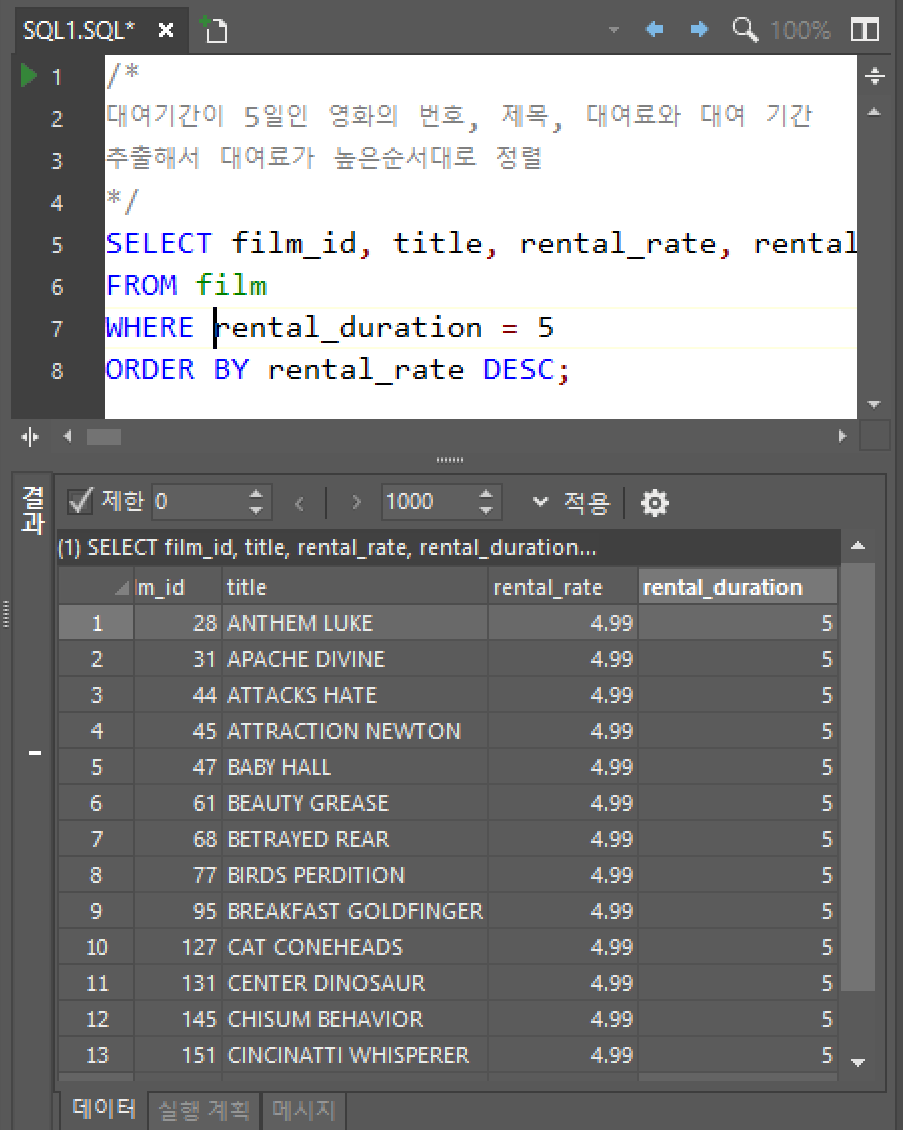 SQL1.SQL* ×
100%
1 /*
2 대여기간이 5일인 영화의 번호, 제목, 대여료와 대여 기간
3 추출해서 대여료가 높은순서대로 정렬
4 */
5 SELECT film_id, title, rental_rate, rental
6 FROM film
7 WHERE rental_duration = 5
8 ORDER BY rental_rate DESC;
결과
제한 0 1000 적용
(1) SELECT film_id, title, rental_rate, rental_duration...
lm_id title rental_rate rental_duration
1 28 ANTHEM LUKE 4.99 5
2 31 APACHE DIVINE 4.99 5
3 44 ATTACKS HATE 4.99 5
4 45 ATTRACTION NEWTON 4.99 5
5 47 BABY HALL 4.99 5
6 61 BEAUTY GREASE 4.99 5
7 68 BETRAYED REAR 4.99 5
8 77 BIRDS PERDITION 4.99 5
9 95 BREAKFAST GOLDFINGER 4.99 5
10 127 CAT CONEHEADS 4.99 5
11 131 CENTER DINOSAUR 4.99 5
12 145 CHISUM BEHAVIOR 4.99 5
13 151 CINCINATTI WHISPERER 4.99 5
데이터 실행 계획 메시지